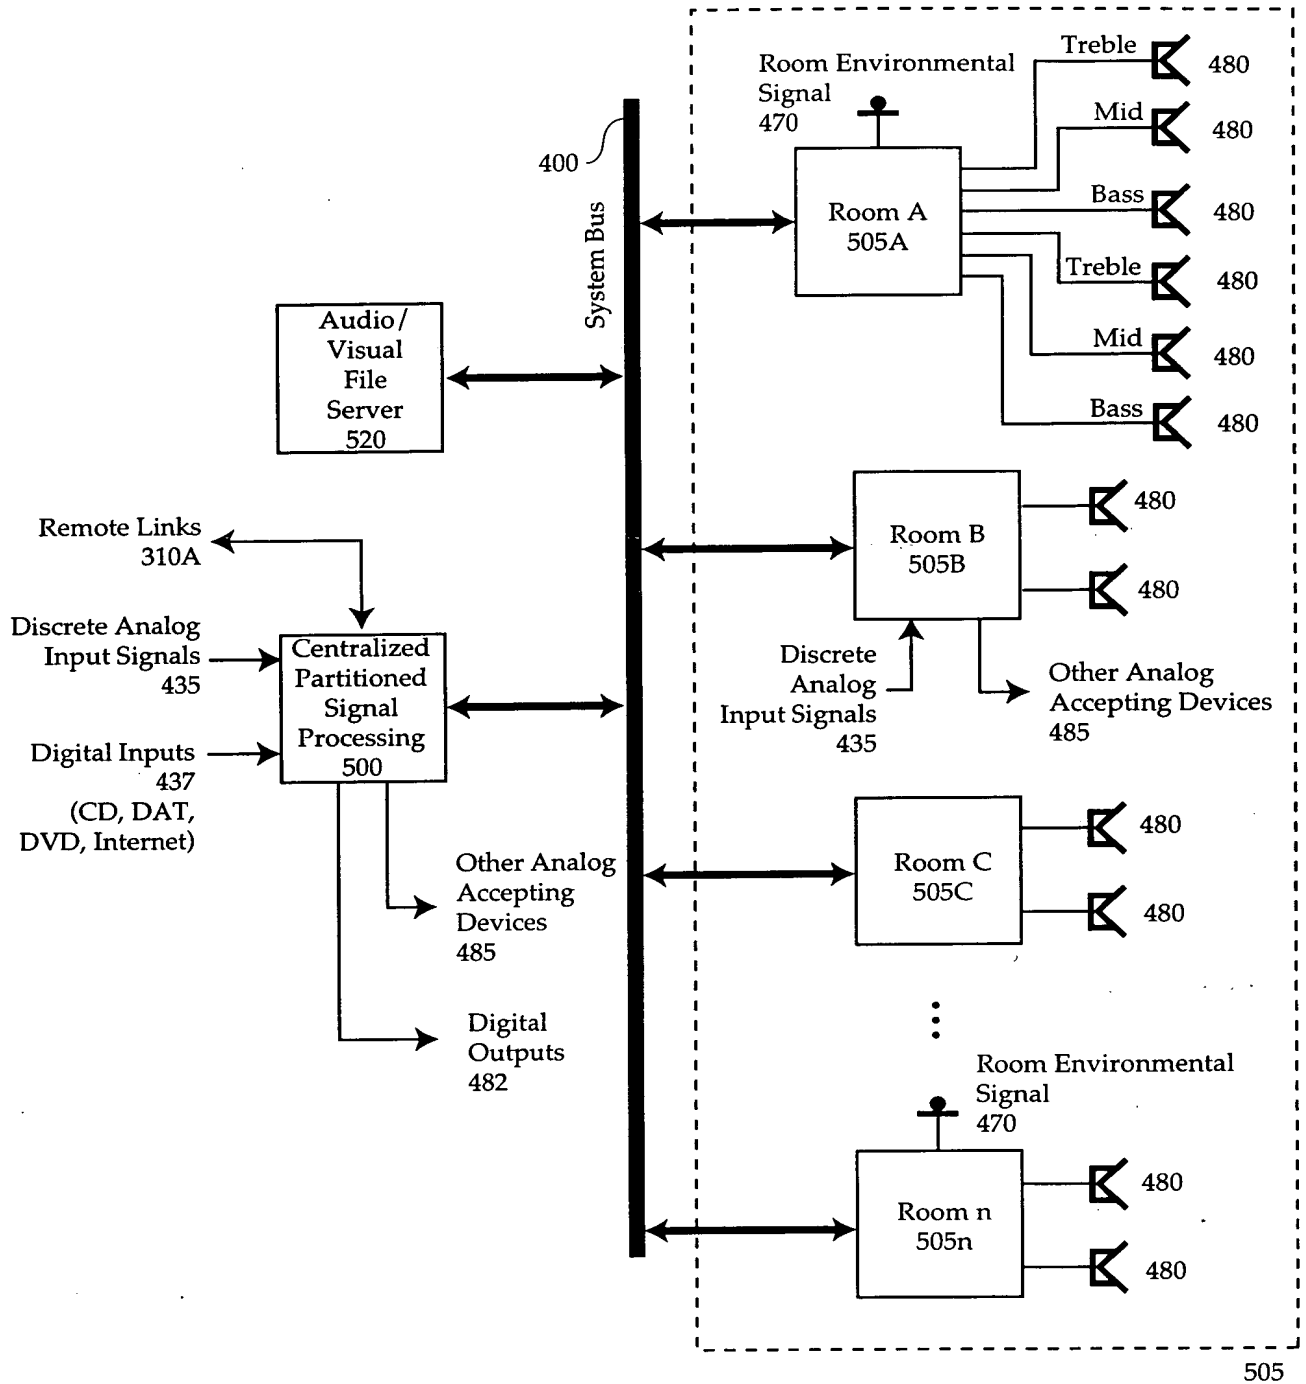 Room Environmental
Signal
470
Treble
480
Mid
480
Bass
480
Treble
480
Mid
480
Bass
480
Room A
505A
400
System Bus
Audio/
Visual
File
Server
520
Remote Links
310A
Discrete Analog
Input Signals
435
Digital Inputs
437
(CD, DAT,
DVD, Internet)
Centralized
Partitioned
Signal
Processing
500
Other Analog
Accepting
Devices
485
Digital
Outputs
482
Room B
505B
480
480
Discrete
Analog
Input Signals
435
Other Analog
Accepting Devices
485
Room C
505C
480
480
Room Environmental
Signal
470
Room n
505n
480
480
505